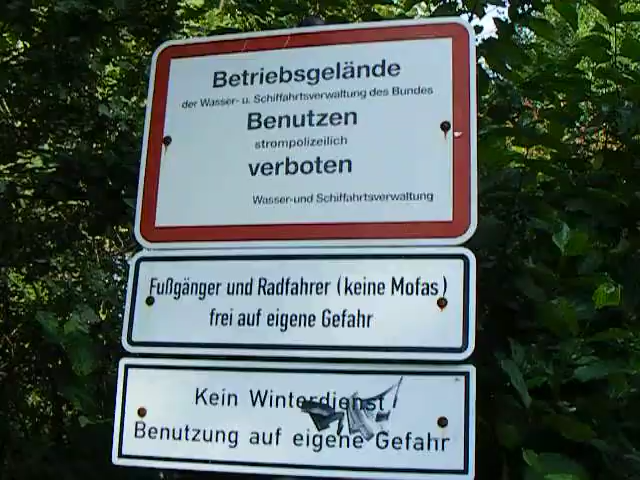 Betriebsgelände
der Wasser- u. Schiffahrtsverwaltung des Bundes
Benutzen
strompolizeilich
verboten
Wasser-und Schiffahrtsverwaltung
Fußgänger und Radfahrer (keine Mofas)
frei auf eigene Gefahr
Kein Winterdienst!
Benutzung auf eigene Gefahr